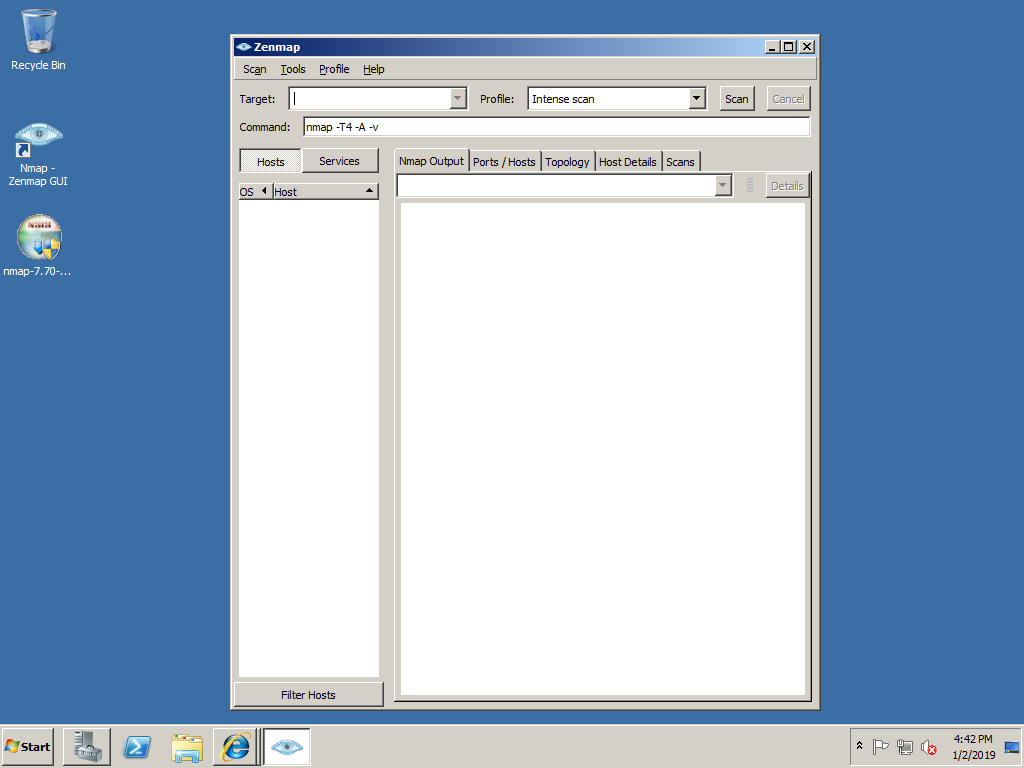 Recycle Bin
Nmap -
Zenmap GUI
NSIS
nmap-7.70-...
Zenmap
Scan Tools Profile Help
Target: Profile: Intense scan Scan Cancel
Command: nmap -T4 -A -v
Hosts Services
Nmap Output Ports / Hosts Topology Host Details Scans
OS Host
Details
Filter Hosts
Start
4:42 PM
1/2/2019